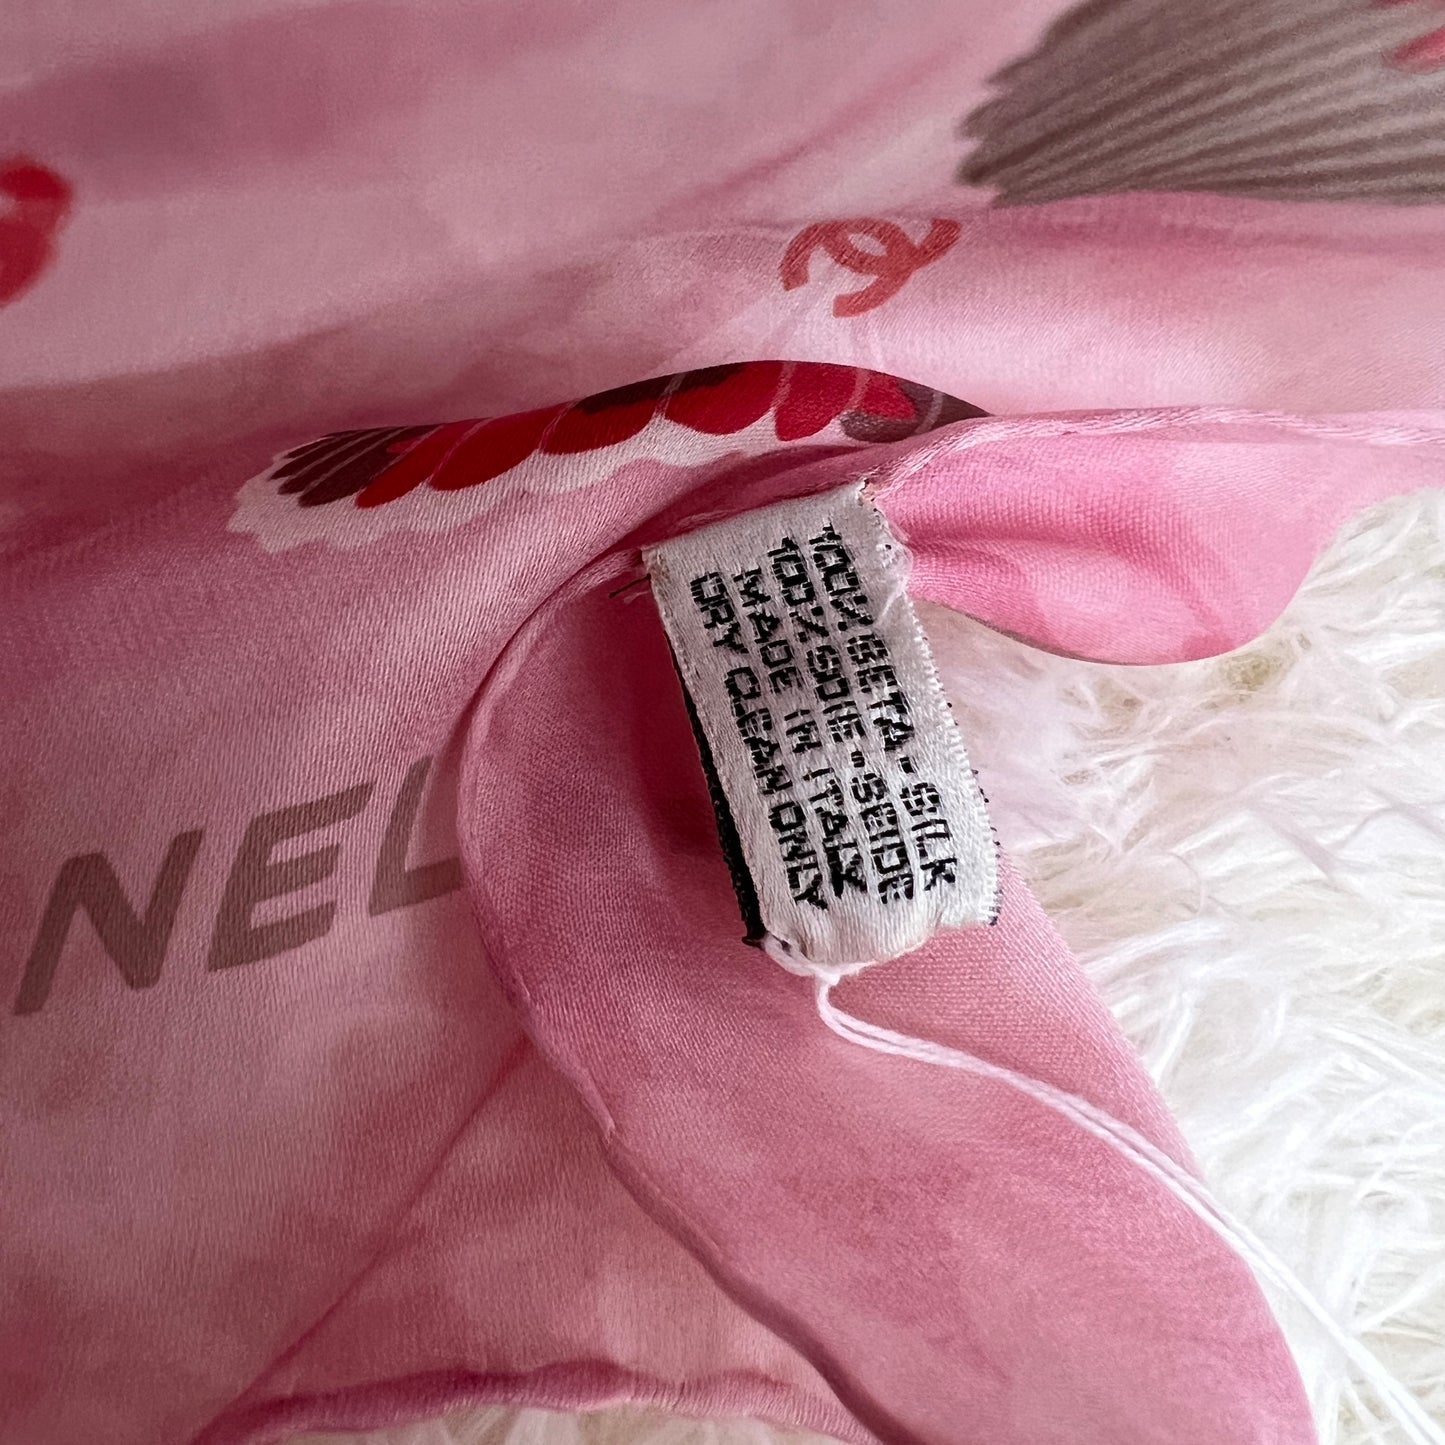 100% SETA - SILK
100% SOIE - SEIDE
MADE IN ITALY
DRY CLEAN ONLY
NEL